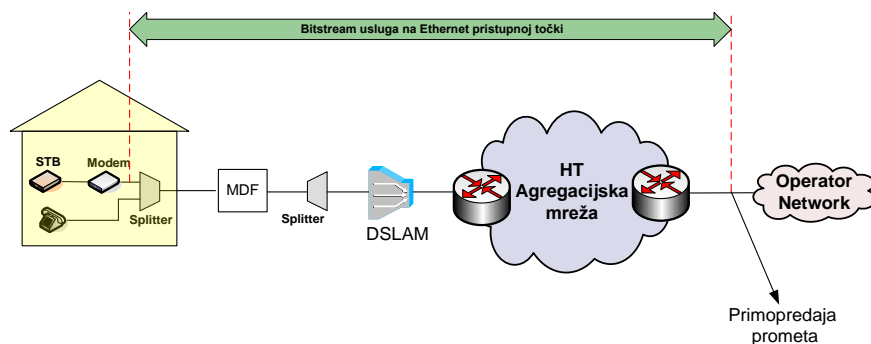 Bitstream usluga na Ethernet pristupnoj točki
STB
Modem
Splitter
MDF
Splitter
DSLAM
HT
Agregacijska
mreža
Operator
Network
Primopredaja
prometa